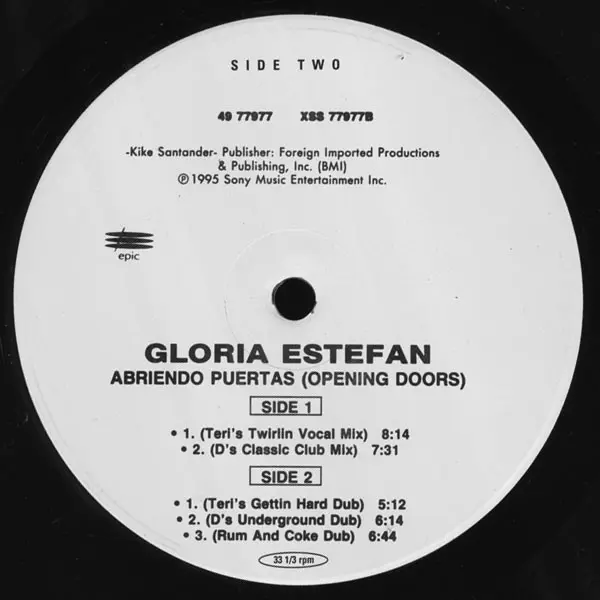 SIDE TWO
49 77977 XSS 77977B
-Kike Santander- Publisher: Foreign Imported Productions
& Publishing, Inc. (BMI)
℗ 1995 Sony Music Entertainment Inc.
epic
GLORIA ESTEFAN
ABRIENDO PUERTAS (OPENING DOORS)
SIDE 1
• 1. (Teri's Twirlin Vocal Mix) 8:14
• 2. (D's Classic Club Mix) 7:31
SIDE 2
• 1. (Teri's Gettin Hard Dub) 5:12
• 2. (D's Underground Dub) 6:14
• 3. (Rum And Coke Dub) 6:44
33 1/3 rpm